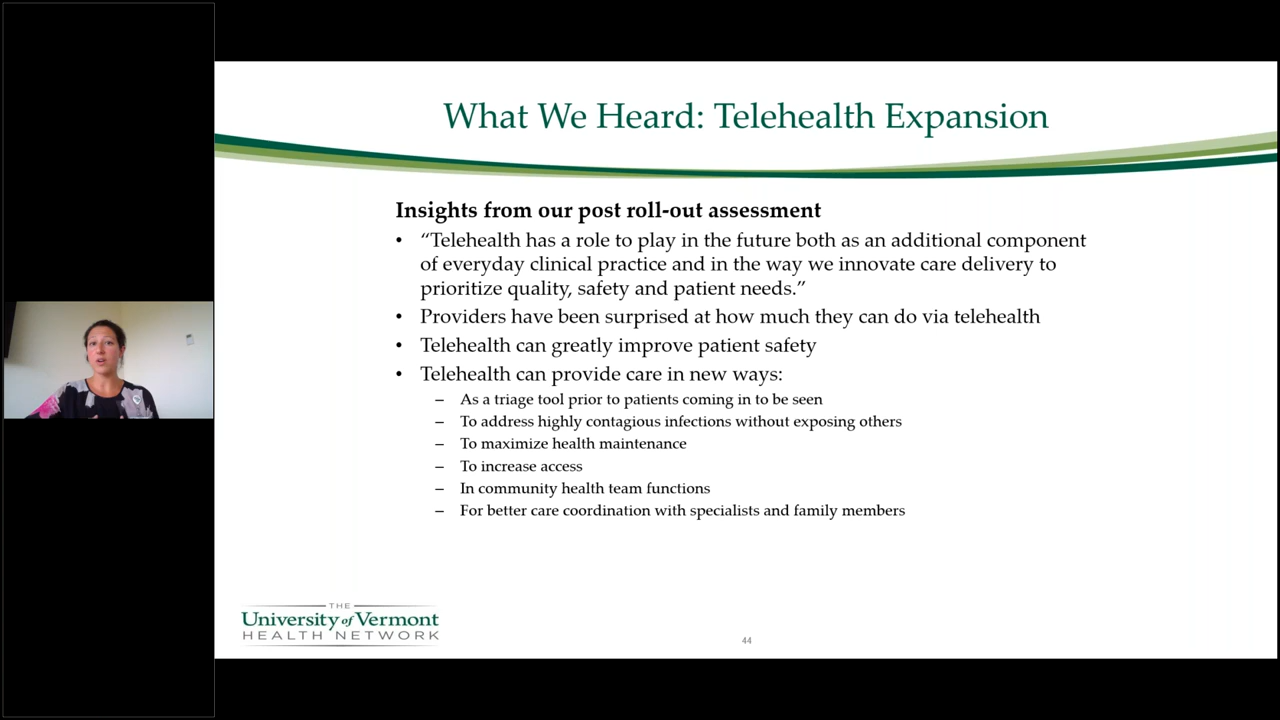 What We Heard: Telehealth Expansion
Insights from our post roll-out assessment
• “Telehealth has a role to play in the future both as an additional component
of everyday clinical practice and in the way we innovate care delivery to
prioritize quality, safety and patient needs.”
• Providers have been surprised at how much they can do via telehealth
• Telehealth can greatly improve patient safety
• Telehealth can provide care in new ways:
– As a triage tool prior to patients coming in to be seen
– To address highly contagious infections without exposing others
– To maximize health maintenance
– To increase access
– In community health team functions
– For better care coordination with specialists and family members
THE
University of Vermont
HEALTH NETWORK
44